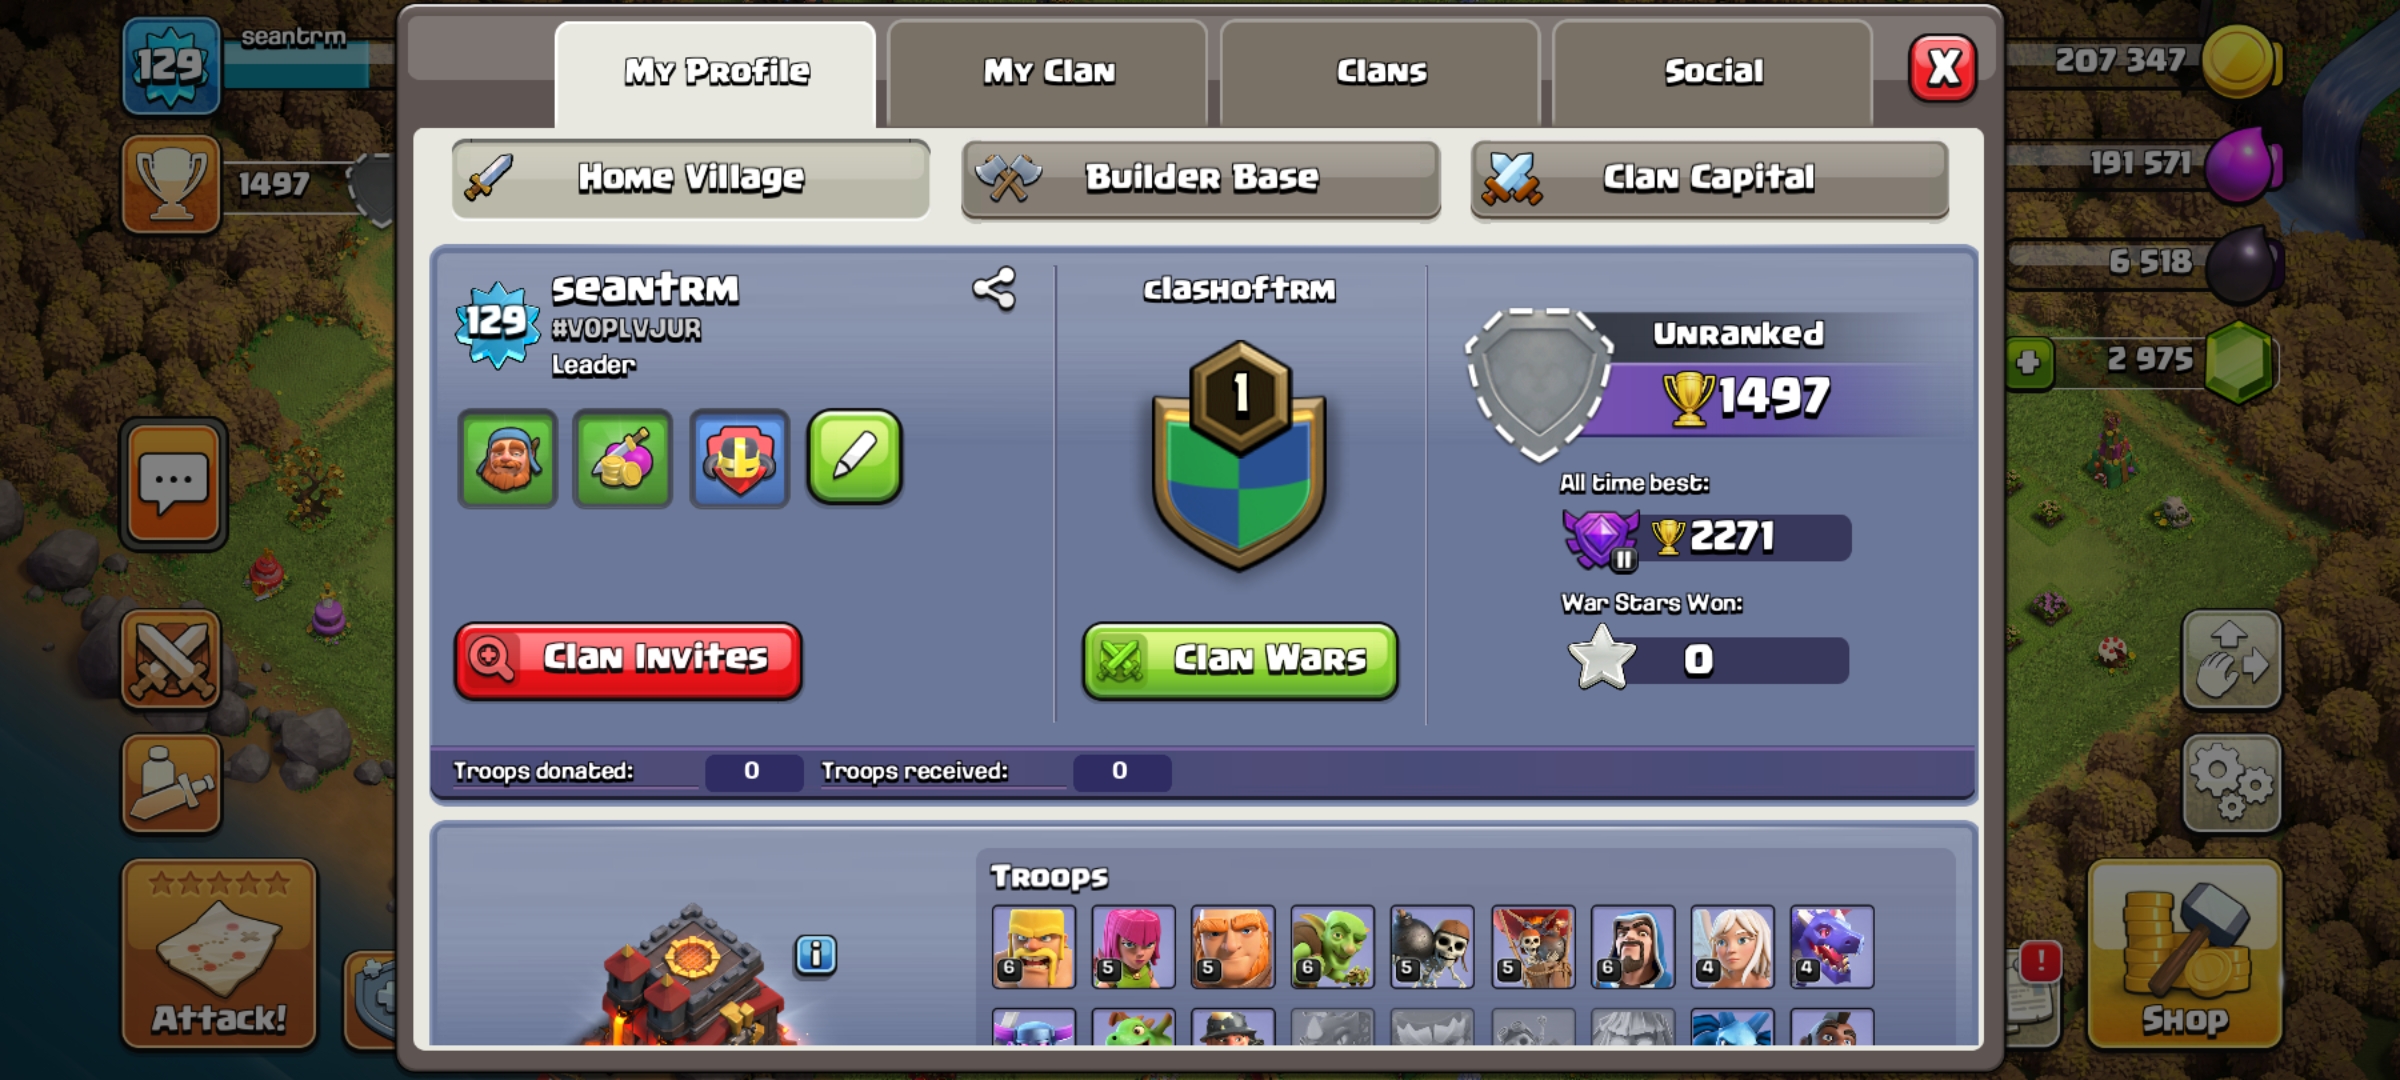 129
seantrm
1497
My Profile
My Clan
Clans
Social
X
207 347
191 571
6 518
2 975
Home Village
Builder Base
Clan Capital
129
seantrm
#VOPLVJUR
Leader
clashoftrm
1
Unranked
1497
All time best:
2271
War Stars Won:
0
Clan Invites
Clan Wars
Troops donated: 0
Troops received: 0
Troops
6
5
5
6
5
5
6
4
4
i
Attack!
!
Shop